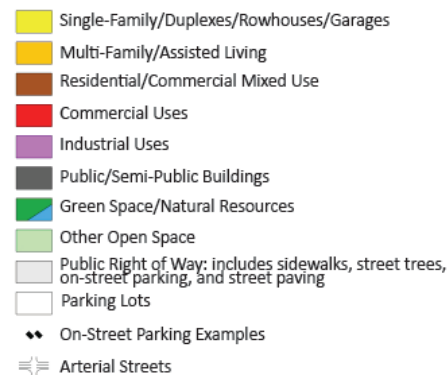 Single-Family/Duplexes/Rowhouses/Garages
Multi-Family/Assisted Living
Residential/Commercial Mixed Use
Commercial Uses
Industrial Uses
Public/Semi-Public Buildings
Green Space/Natural Resources
Other Open Space
Public Right of Way: includes sidewalks, street trees,
on-street parking, and street paving
Parking Lots
On-Street Parking Examples
Arterial Streets